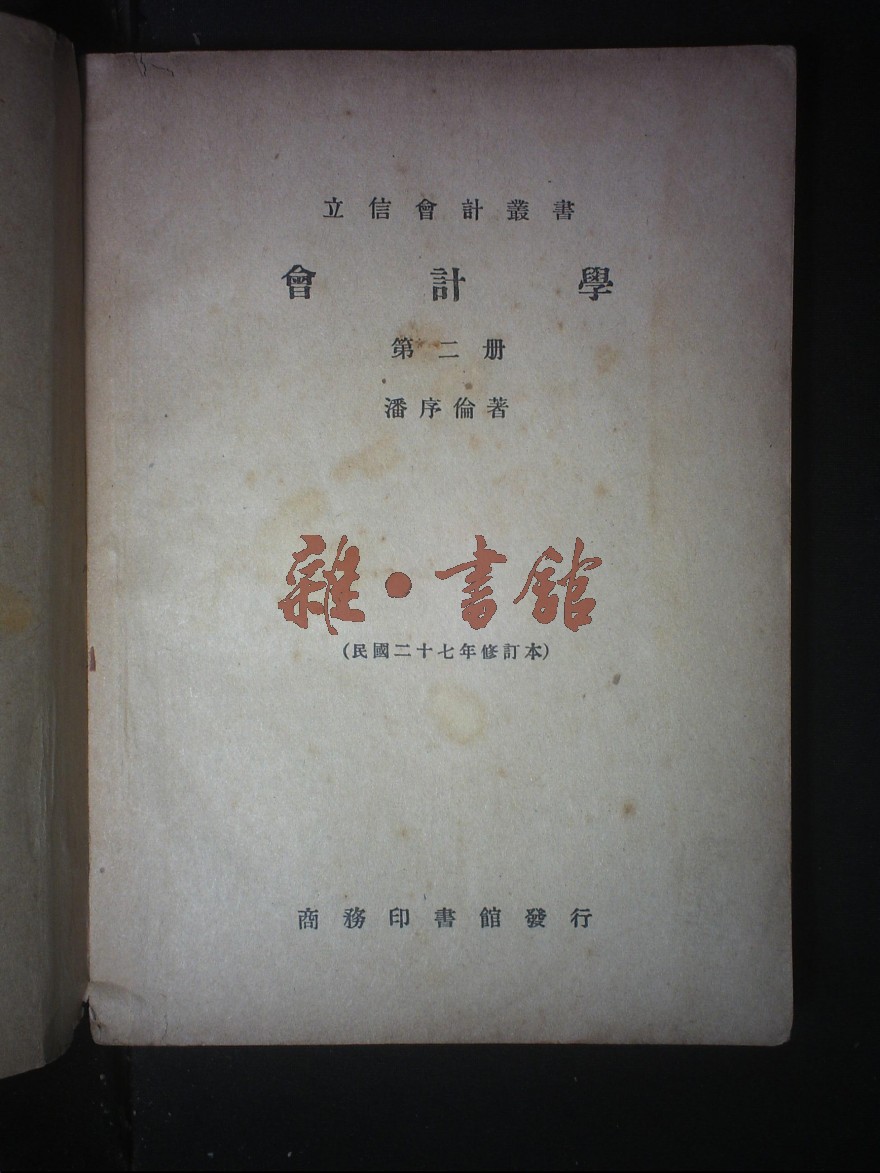 立信會計叢書
會計學
第二册
潘序倫著
雜·書館
(民國二十七年修訂本)
商務印書館發行